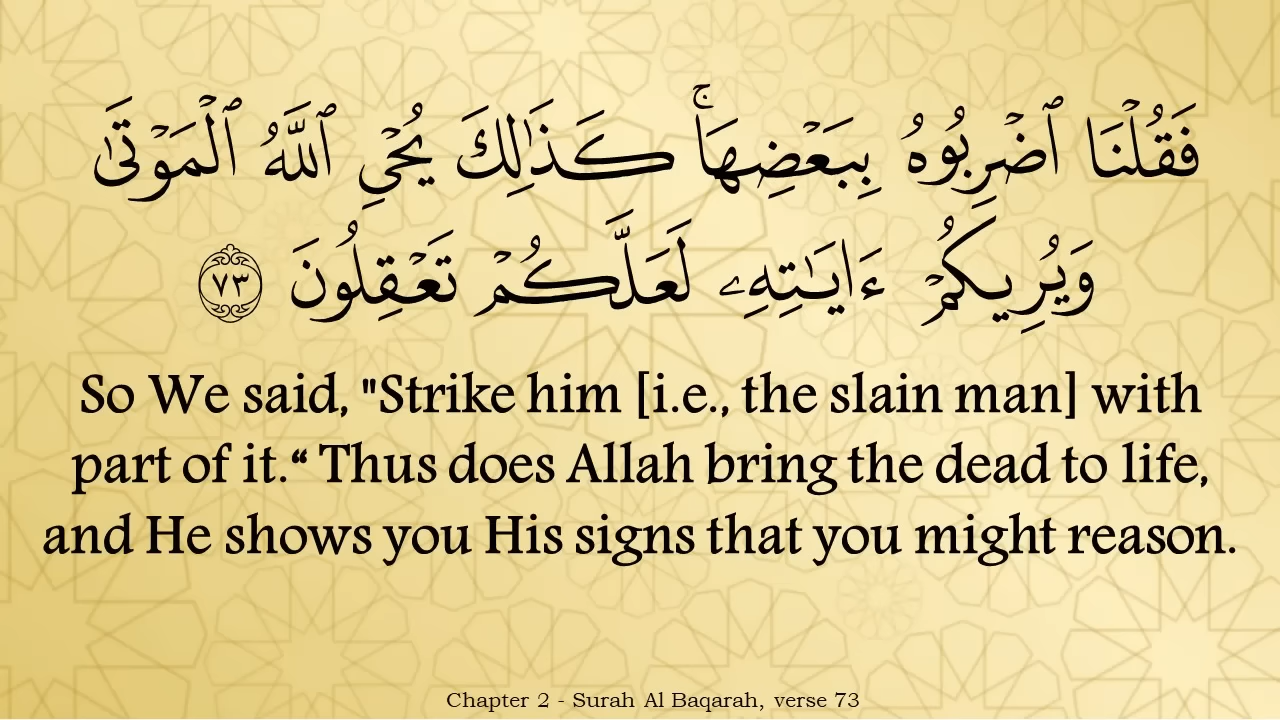 فَقُلْنَا ٱضْرِبُوهُ بِبَعْضِهَاۚ كَذَٰلِكَ يُحْىِ ٱللَّهُ ٱلْمَوْتَىٰ
وَيُرِيكُمْ ءَايَـٰتِهِۦ لَعَلَّكُمْ تَعْقِلُونَ ٧٣
So We said, "Strike him [i.e., the slain man] with
part of it.“ Thus does Allah bring the dead to life,
and He shows you His signs that you might reason.
Chapter 2 - Surah Al Baqarah, verse 73